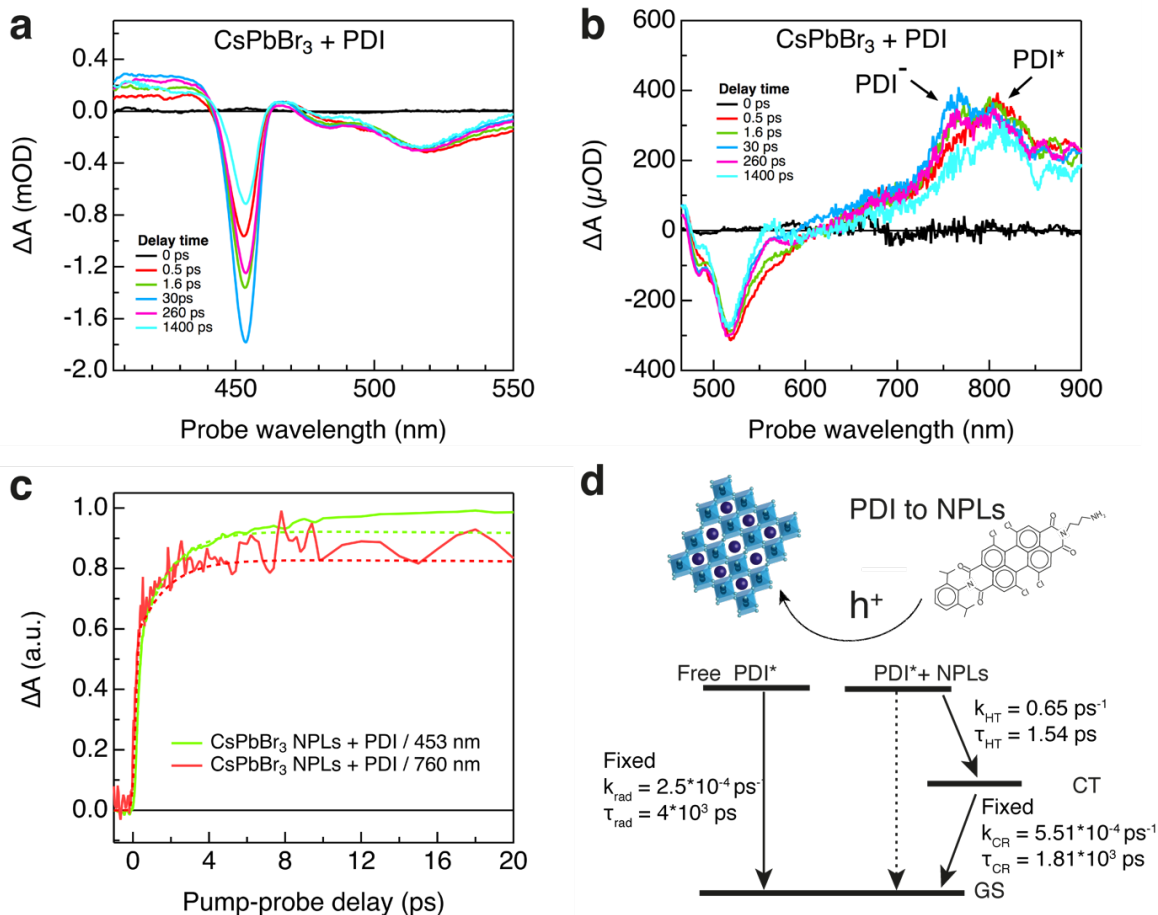 a
CsPbBr3 + PDI
0.4
0.0
-0.4
-0.8
-1.2
-1.6
-2.0
ΔA (mOD)
Delay time
0 ps
0.5 ps
1.6 ps
30ps
260 ps
1400 ps
450
500
550
Probe wavelength (nm)
b
CsPbBr3 + PDI
600
400
200
0
-200
-400
ΔA (μOD)
Delay time
0 ps
0.5 ps
1.6 ps
30 ps
260 ps
1400 ps
PDI-
PDI*
500
600
700
800
900
Probe wavelength (nm)
c
1.0
0.8
0.6
0.4
0.2
0.0
ΔA (a.u.)
CsPbBr3 NPLs + PDI / 453 nm
CsPbBr3 NPLs + PDI / 760 nm
0
4
8
12
16
20
Pump-probe delay (ps)
d
PDI to NPLs
h+
O
N
NH2
O
Cl
Cl
Cl
Cl
O
N
O
Free PDI*
PDI*+ NPLs
kHT = 0.65 ps-1
τHT = 1.54 ps
Fixed
krad = 2.5*10-4 ps-1
τrad = 4*103 ps
CT
Fixed
kCR = 5.51*10-4 ps-1
τCR = 1.81*103 ps
GS